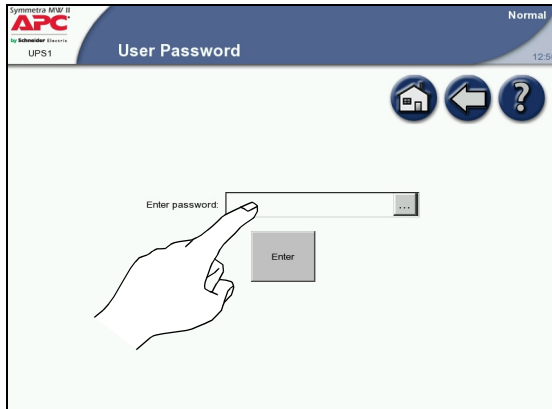 Symmetra MW II
APC
by Schneider Electric
UPS1
User Password
Normal
?
Enter password:
...
Enter